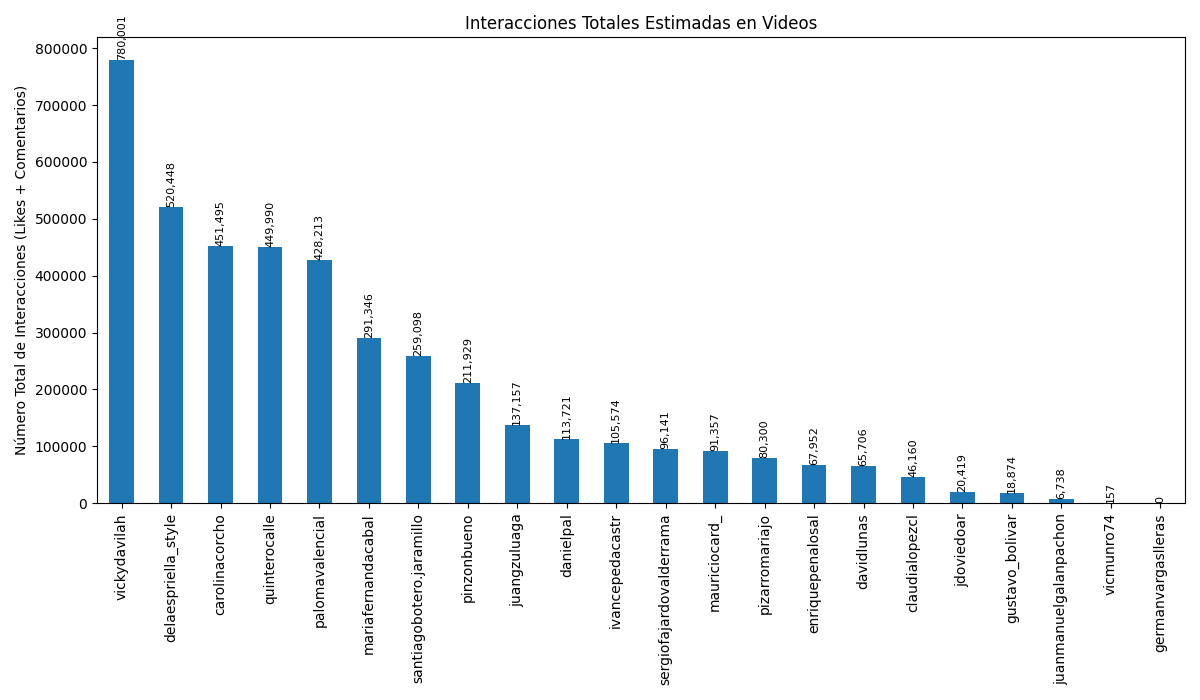 Interacciones Totales Estimadas en Videos
Número Total de Interacciones (Likes + Comentarios)
800000
700000
600000
500000
400000
300000
200000
100000
0
780,001
520,448
451,495
449,990
428,213
291,346
259,098
211,929
137,157
113,721
105,574
96,141
91,357
80,300
67,952
65,706
46,160
20,419
18,874
6,738
157
0
vickydavilah
delaespriella_style
carolinacorcho
quinterocalle
palomavalencial
mariafernandacabal
santiagobotero.jaramillo
pinzonbueno
juangzuluaga
danielpal
ivancepedacastr
sergiofajardovalderrama
mauriciocard_
pizarromariajo
enriquepenalosal
davidlunas
claudialopezcl
jdoviedoar
gustavo_bolivar
juanmanuelgalanpachon
vicmunro74
germanvargaslleras